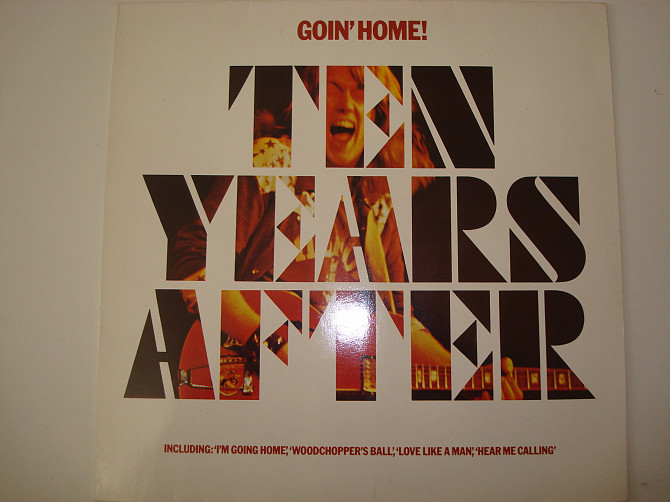 GOIN' HOME!
TEN
YEARS
AFTER
INCLUDING: 'I'M GOING HOME', 'WOODCHOPPER'S BALL', 'LOVE LIKE A MAN', 'HEAR ME CALLING'